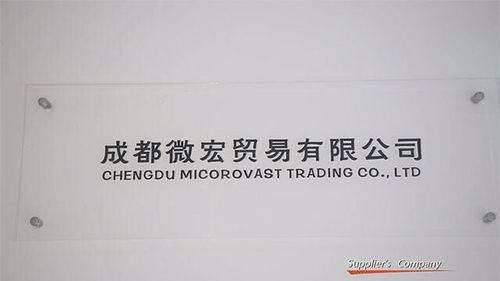 成都微宏贸易有限公司
CHENGDU MICOROVAST TRADING CO., LTD
Supplier's Company